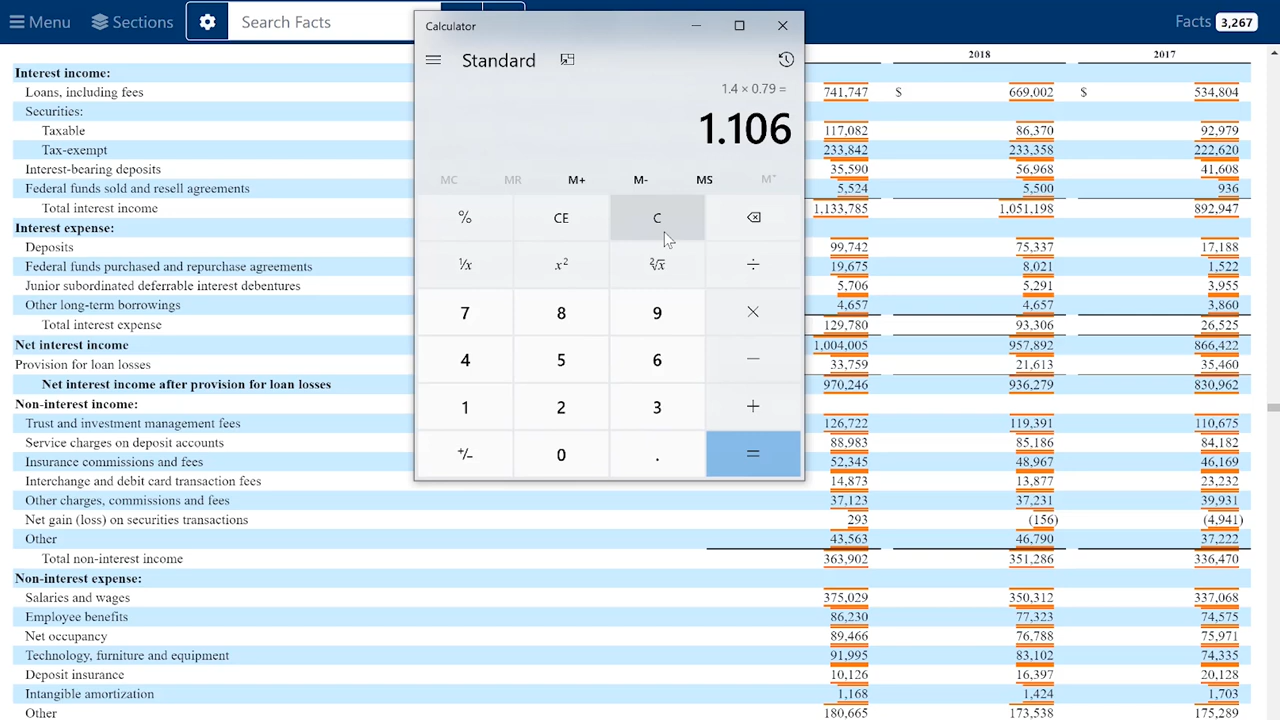 Menu Sections Search Facts Facts 3,267
Calculator
Standard
1.4 × 0.79 =
1.106
MC MR M+ M- MS M˅
% CE C
¹/x x² ²√x ÷
7 8 9 ×
4 5 6 −
1 2 3 +
+/− 0 . =
2018 2017
Interest income:
Loans, including fees 741,747 $ 669,002 $ 534,804
Securities:
Taxable 117,082 86,370 92,979
Tax-exempt 233,842 233,358 222,620
Interest-bearing deposits 35,590 56,968 41,608
Federal funds sold and resell agreements 5,524 5,500 936
Total interest income 1,133,785 1,051,198 892,947
Interest expense:
Deposits 99,742 75,337 17,188
Federal funds purchased and repurchase agreements 19,675 8,021 1,522
Junior subordinated deferrable interest debentures 5,706 5,291 3,955
Other long-term borrowings 4,657 4,657 3,860
Total interest expense 129,780 93,306 26,525
Net interest income 1,004,005 957,892 866,422
Provision for loan losses 33,759 21,613 35,460
Net interest income after provision for loan losses 970,246 936,279 830,962
Non-interest income:
Trust and investment management fees 126,722 119,391 110,675
Service charges on deposit accounts 88,983 85,186 84,182
Insurance commissions and fees 52,345 48,967 46,169
Interchange and debit card transaction fees 14,873 13,877 23,232
Other charges, commissions and fees 37,123 37,231 39,931
Net gain (loss) on securities transactions 293 (156) (4,941)
Other 43,563 46,790 37,222
Total non-interest income 363,902 351,286 336,470
Non-interest expense:
Salaries and wages 375,029 350,312 337,068
Employee benefits 86,230 77,323 74,575
Net occupancy 89,466 76,788 75,971
Technology, furniture and equipment 91,995 83,102 74,335
Deposit insurance 10,126 16,397 20,128
Intangible amortization 1,168 1,424 1,703
Other 180,665 173,538 175,289